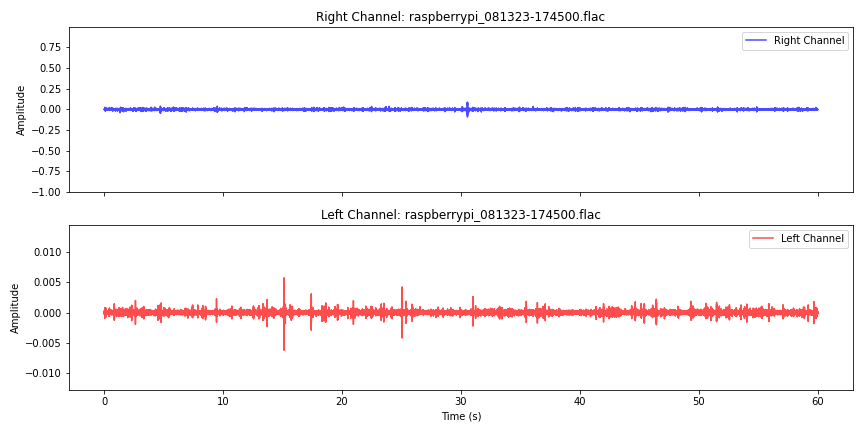 Right Channel: raspberrypi_081323-174500.flac
Right Channel
Amplitude
0.75
0.50
0.25
0.00
−0.25
−0.50
−0.75
−1.00
Left Channel: raspberrypi_081323-174500.flac
Left Channel
Amplitude
0.010
0.005
0.000
−0.005
−0.010
0 10 20 30 40 50 60
Time (s)